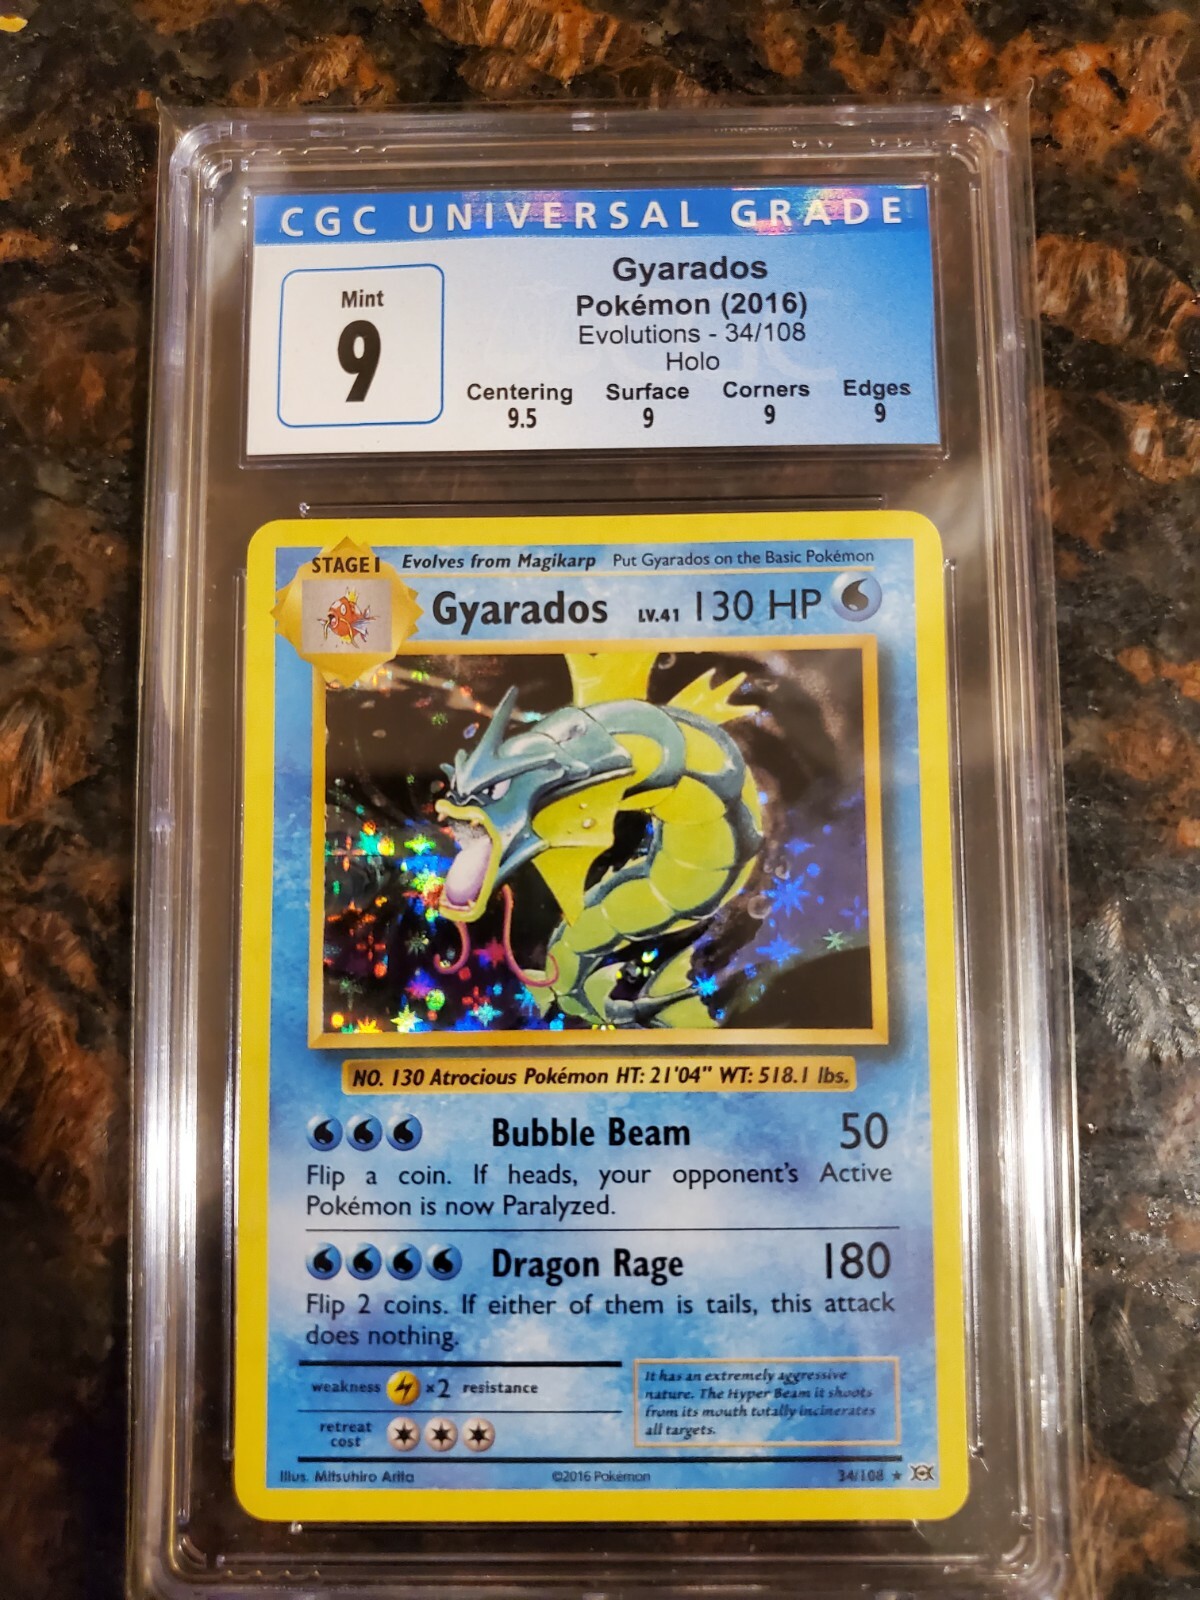 CGC UNIVERSAL GRADE
Mint
9
Gyarados
Pokémon (2016)
Evolutions - 34/108
Holo
Centering Surface Corners Edges
9.5 9 9 9
STAGE 1 Evolves from Magikarp Put Gyarados on the Basic Pokémon
Gyarados LV.41 130 HP
NO. 130 Atrocious Pokémon HT: 21'04" WT: 518.1 lbs.
Bubble Beam 50
Flip a coin. If heads, your opponent's Active
Pokémon is now Paralyzed.
Dragon Rage 180
Flip 2 coins. If either of them is tails, this attack
does nothing.
weakness ×2 resistance
retreat
cost
It has an extremely aggressive
nature. The Hyper Beam it shoots
from its mouth totally incinerates
all targets.
Illus. Mitsuhiro Arita ©2016 Pokémon 34/108 ★